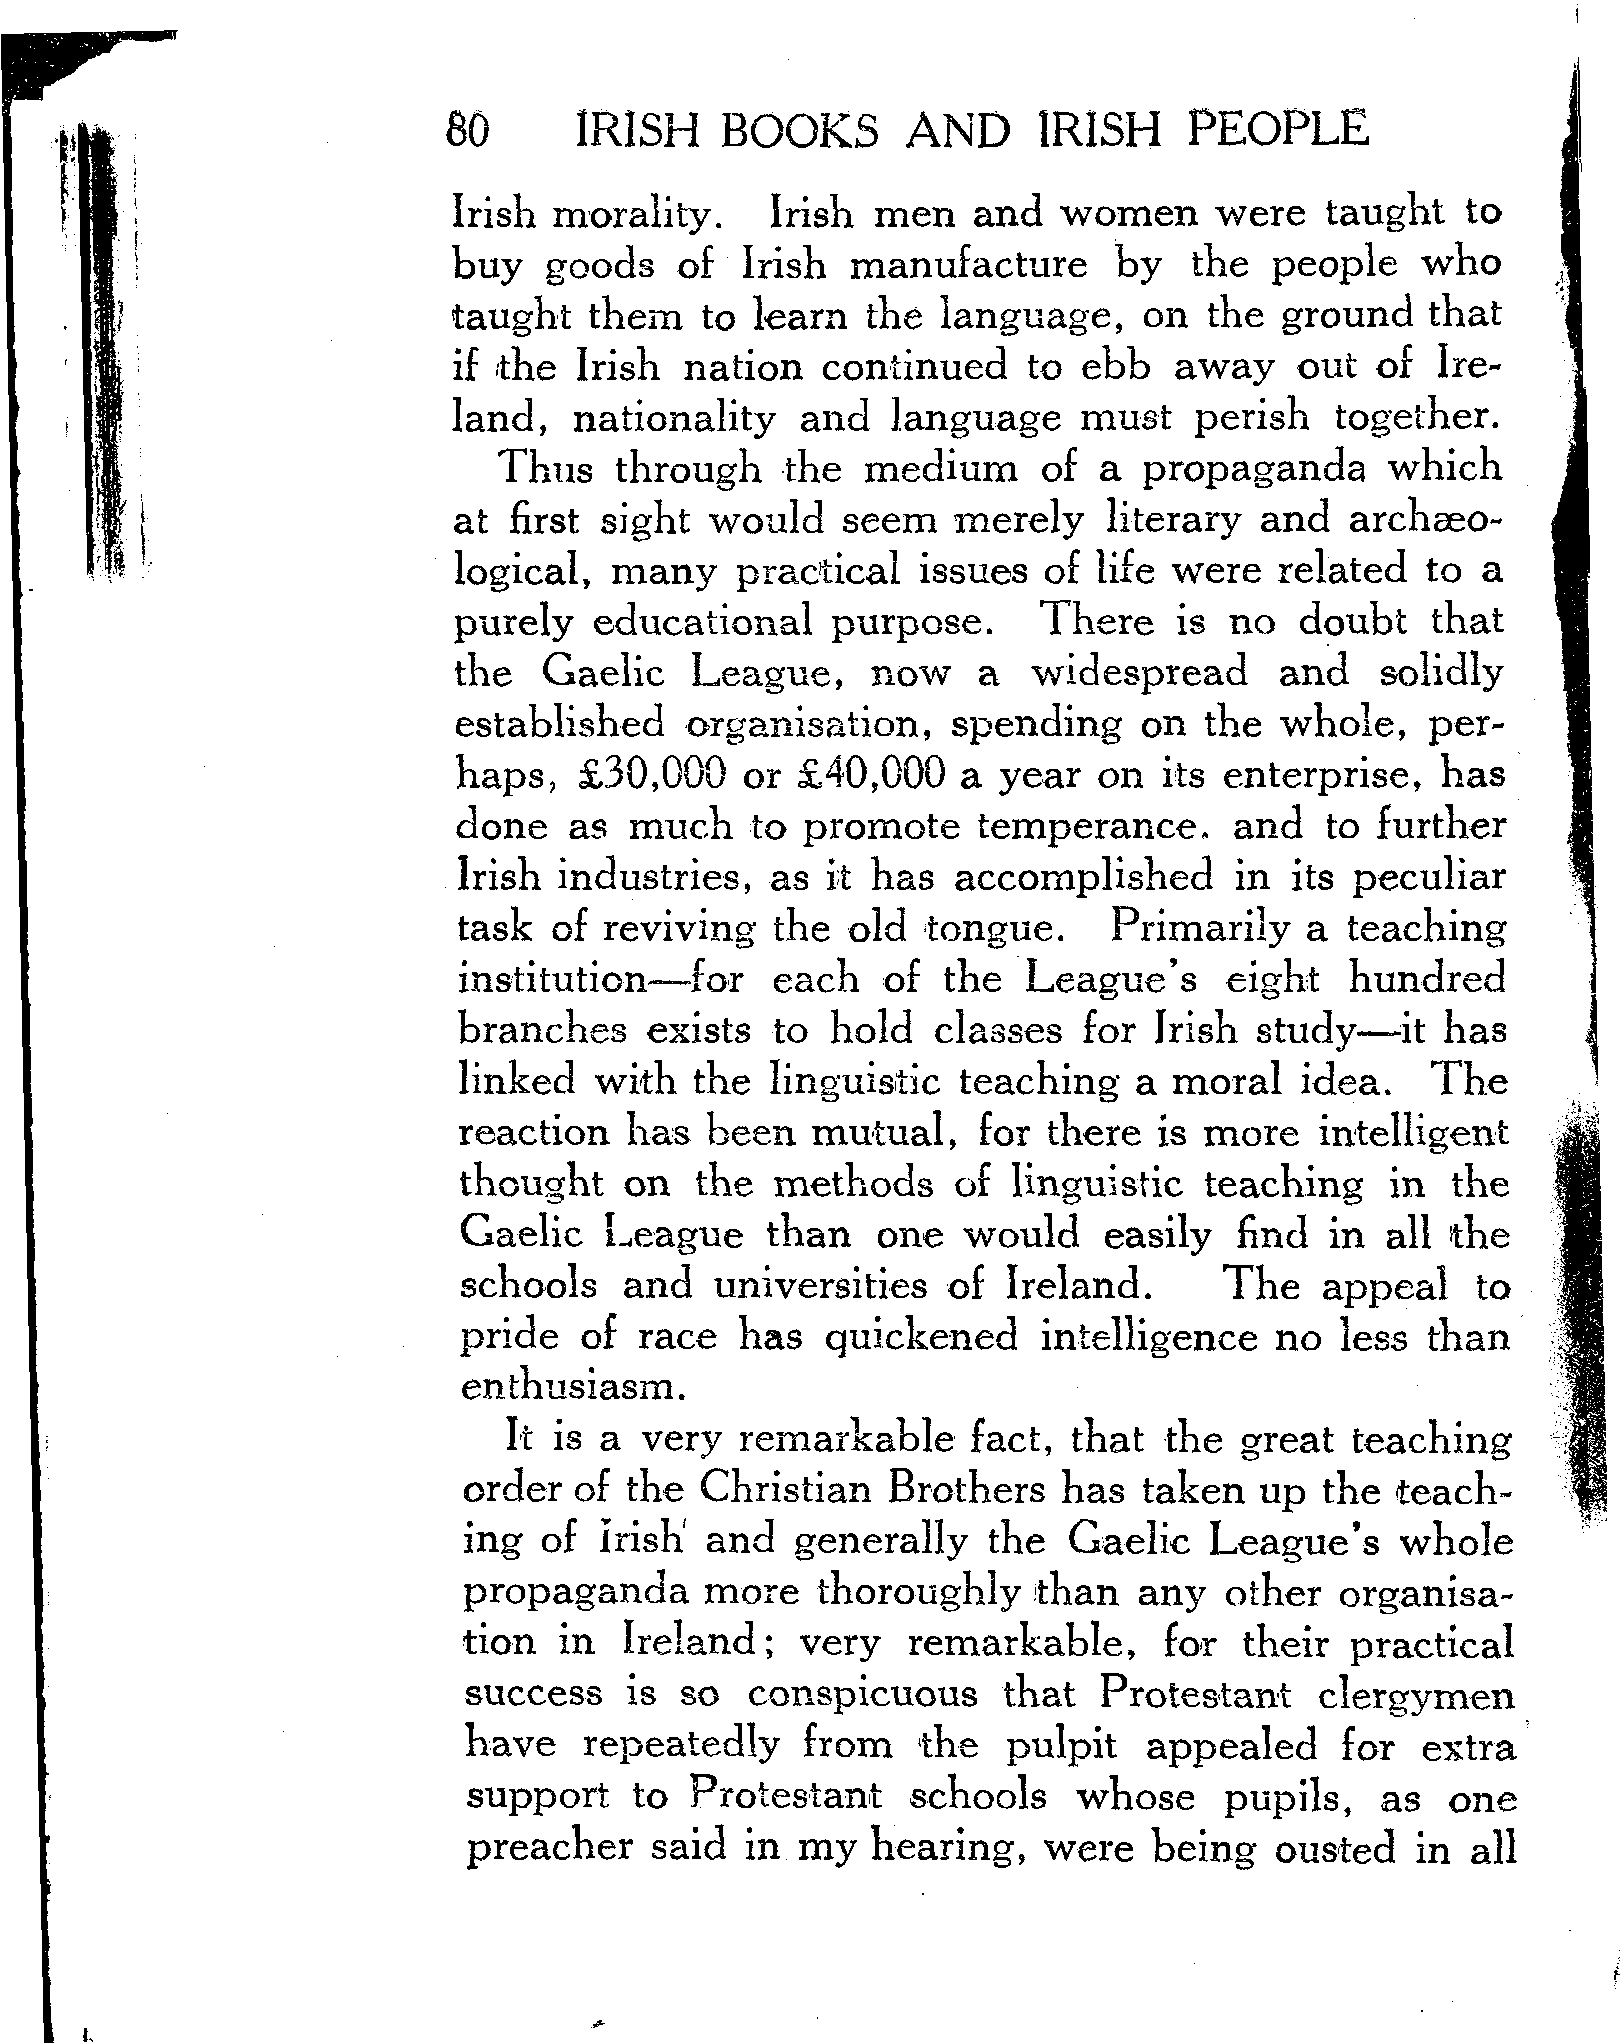 80 IRISH BOOKS AND IRISH PEOPLE
Irish morality. Irish men and women were taught to
buy goods of Irish manufacture by the people who
taught them to learn the language, on the ground that
if the Irish nation continued to ebb away out of Ire-
land, nationality and language must perish together.
Thus through the medium of a propaganda which
at first sight would seem merely literary and archæo-
logical, many practical issues of life were related to a
purely educational purpose. There is no doubt that
the Gaelic League, now a widespread and solidly
established organisation, spending on the whole, per-
haps, £30,000 or £40,000 a year on its enterprise, has
done as much to promote temperance. and to further
Irish industries, as it has accomplished in its peculiar
task of reviving the old tongue. Primarily a teaching
institution—for each of the League's eight hundred
branches exists to hold classes for Irish study—it has
linked with the linguistic teaching a moral idea. The
reaction has been mutual, for there is more intelligent
thought on the methods of linguistic teaching in the
Gaelic League than one would easily find in all the
schools and universities of Ireland. The appeal to
pride of race has quickened intelligence no less than
enthusiasm.
It is a very remarkable fact, that the great teaching
order of the Christian Brothers has taken up the teach-
ing of Irish and generally the Gaelic League's whole
propaganda more thoroughly than any other organisa-
tion in Ireland; very remarkable, for their practical
success is so conspicuous that Protestant clergymen
have repeatedly from the pulpit appealed for extra
support to Protestant schools whose pupils, as one
preacher said in my hearing, were being ousted in all